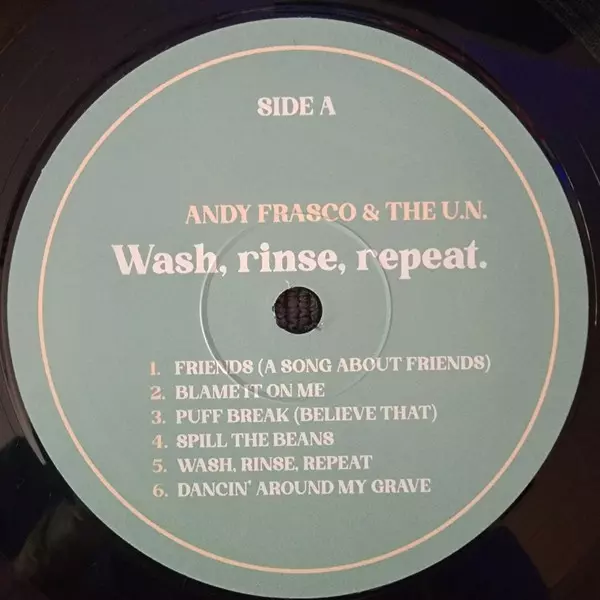 SIDE A
ANDY FRASCO & THE U.N.
Wash, rinse, repeat.
1. FRIENDS (A SONG ABOUT FRIENDS)
2. BLAME IT ON ME
3. PUFF BREAK (BELIEVE THAT)
4. SPILL THE BEANS
5. WASH, RINSE, REPEAT
6. DANCIN' AROUND MY GRAVE